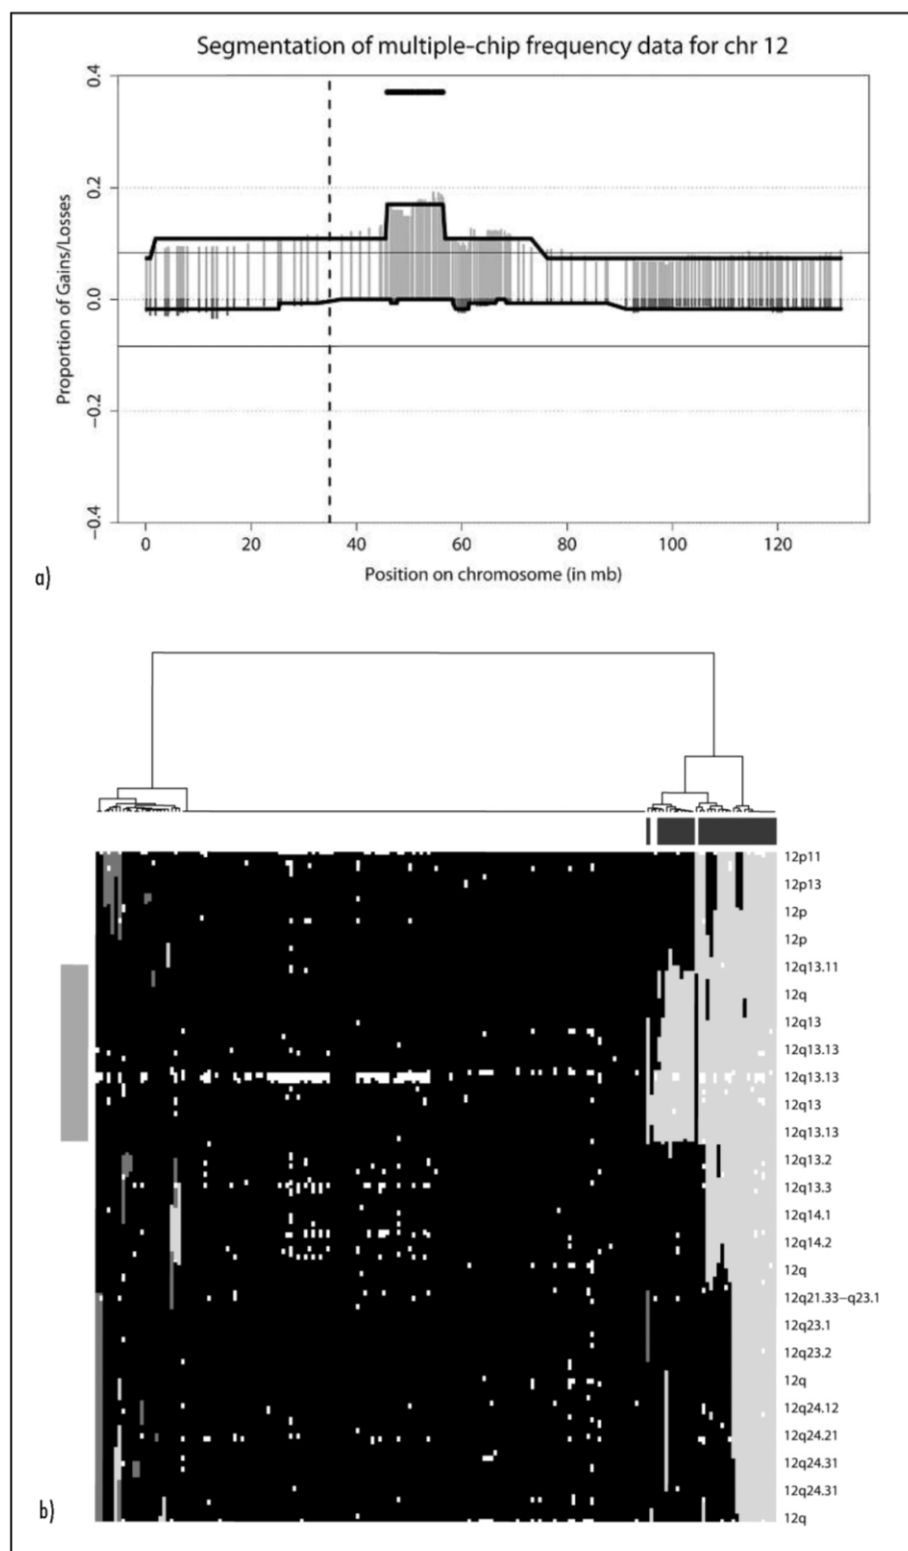 Segmentation of multiple-chip frequency data for chr 12
0.4
0.2
0.0
−0.2
−0.4
Proportion of Gains/Losses
0 20 40 60 80 100 120
Position on chromosome (in mb)
a)
12p11
12p13
12p
12p
12q13.11
12q
12q13
12q13.13
12q13.13
12q13
12q13.13
12q13.2
12q13.3
12q14.1
12q14.2
12q
12q21.33−q23.1
12q23.1
12q23.2
12q
12q24.12
12q24.21
12q24.31
12q24.31
12q
b)